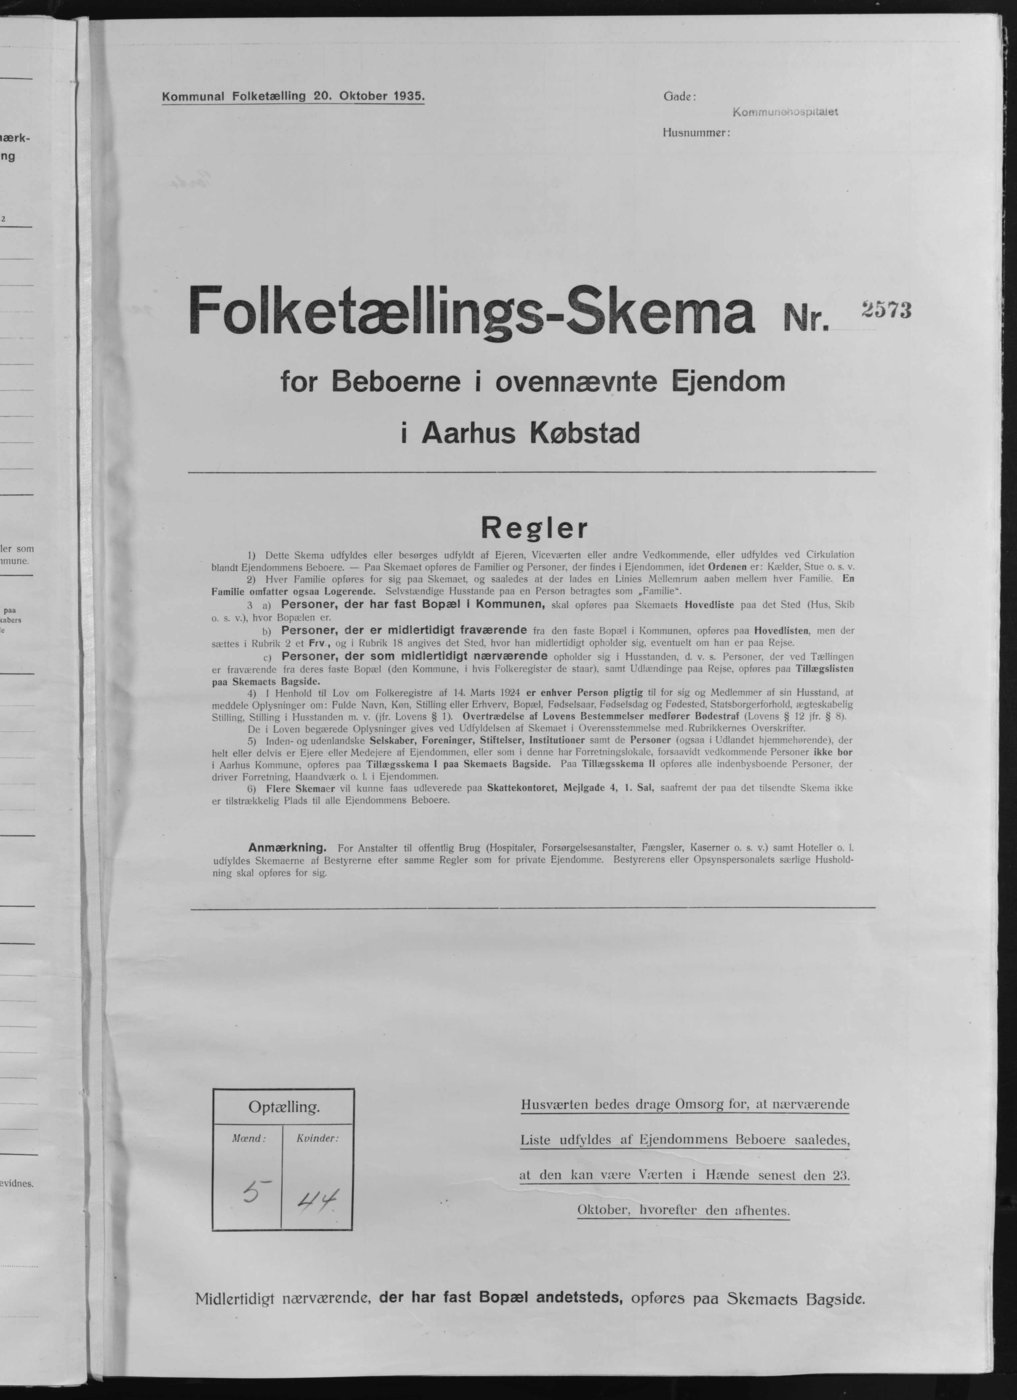 Kommunal Folketælling 20. Oktober 1935.
Gade:
Kommunehospitalet
Husnummer:
Folketællings-Skema Nr. 2573
for Beboerne i ovennævnte Ejendom
i Aarhus Købstad
Regler
1) Dette Skema udfyldes eller besørges udfyldt af Ejeren, Viceværten eller andre Vedkommende, eller udfyldes ved Cirkulation
blandt Ejendommens Beboere. — Paa Skemaet opføres de Familier og Personer, der findes i Ejendommen, idet Ordenen er: Kælder, Stue o. s. v.
2) Hver Familie opføres for sig paa Skemaet, og saaledes at der lades en Linies Mellemrum aaben mellem hver Familie. En
Familie omfatter ogsaa Logerende. Selvstændige Husstande paa en Person betragtes som „Familie“.
3 a) Personer, der har fast Bopæl i Kommunen, skal opføres paa Skemaets Hovedliste paa det Sted (Hus, Skib
o. s. v.), hvor Bopælen er.
b) Personer, der er midlertidigt fraværende fra den faste Bopæl i Kommunen, opføres paa Hovedlisten, men der
sættes i Rubrik 2 et Frv., og i Rubrik 18 angives det Sted, hvor han midlertidigt opholder sig, eventuelt om han er paa Rejse.
c) Personer, der som midlertidigt nærværende opholder sig i Husstanden, d. v. s. Personer, der ved Tællingen
er fraværende fra deres faste Bopæl (den Kommune, i hvis Folkeregister de staar), samt Udlændinge paa Rejse, opføres paa Tillægslisten
paa Skemaets Bagside.
4) I Henhold til Lov om Folkeregistre af 14. Marts 1924 er enhver Person pligtig til for sig og Medlemmer af sin Husstand, at
meddele Oplysninger om: Fulde Navn, Køn, Stilling eller Erhverv, Bopæl, Fødselsaar, Fødselsdag og Fødested, Statsborgerforhold, ægteskabelig
Stilling, Stilling i Husstanden m. v. (jfr. Lovens § 1). Overtrædelse af Lovens Bestemmelser medfører Bødestraf (Lovens § 12 jfr. § 8).
De i Loven begærede Oplysninger gives ved Udfyldelsen af Skemaet i Overensstemmelse med Rubrikkernes Overskrifter.
5) Inden- og udenlandske Selskaber, Foreninger, Stiftelser, Institutioner samt de Personer (ogsaa i Udlandet hjemmehørende), der
helt eller delvis er Ejere eller Medejere af Ejendommen, eller som i denne har Forretningslokale, forsaavidt vedkommende Personer ikke bor
i Aarhus Kommune, opføres paa Tillægsskema I paa Skemaets Bagside. Paa Tillægsskema II opføres alle indenbysboende Personer, der
driver Forretning, Haandværk o. l. i Ejendommen.
6) Flere Skemaer vil kunne faas udleverede paa Skattekontoret, Mejlgade 4, 1. Sal, saafremt der paa det tilsendte Skema ikke
er tilstrækkelig Plads til alle Ejendommens Beboere.
Anmærkning. For Anstalter til offentlig Brug (Hospitaler, Forsørgelsesanstalter, Fængsler, Kaserner o. s. v.) samt Hoteller o. l.
udfyldes Skemaerne af Bestyrerne efter samme Regler som for private Ejendomme. Bestyrerens eller Opsynspersonalets særlige Hushold-
ning skal opføres for sig.
Optælling.
Mænd: Kvinder:
5 44
Husværten bedes drage Omsorg for, at nærværende
Liste udfyldes af Ejendommens Beboere saaledes,
at den kan være Værten i Hænde senest den 23.
Oktober, hvorefter den afhentes.
Midlertidigt nærværende, der har fast Bopæl andetsteds, opføres paa Skemaets Bagside.